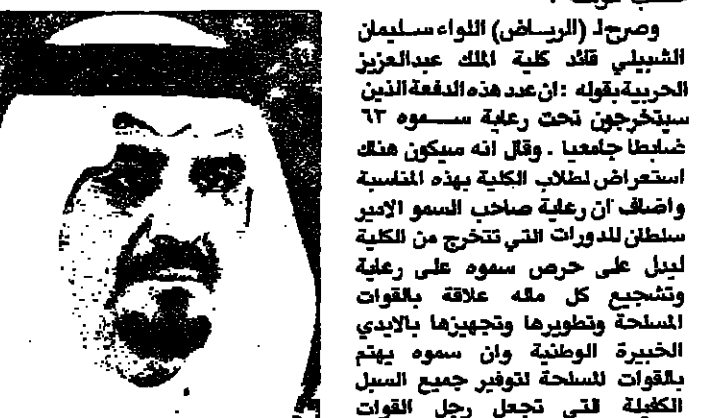 وصرح لـ (الريــاض) اللواء سليمان
الشبيلي قائد كلية الملك عبدالعزيز
الحربية بقوله : ان عدد هذه الدفعة الذين
سيتخرجون تحت رعاية ســموه ٦٣
ضابطا جامعيا . وقال انه سيكون هناك
استعراض لطلاب الكلية بهذه المناسبة
واضاف ان رعاية صاحب السمو الامير
سلطان للدورات التي تتخرج من الكلية
ليدل على حرص سموه على رعاية
وتشجيع كل ماله علاقة بالقوات
المسلحة وتطويرها وتجهيزها بالايدي
الخبيرة الوطنية وان سموه يهتم
بالقوات المسلحة لتوفير جميع السبل
الكفيلة التي تجعل رجل القوات